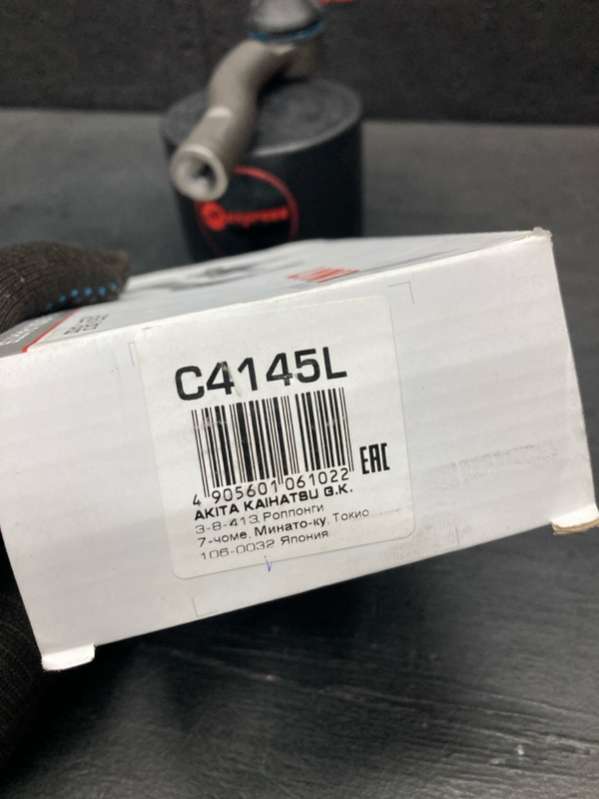 C4145L
4 905601 061022
EAC
AKITA KAIHATSU G.K.
3-8-413 Роппонги
7-чоме, Минато-ку, Токио
106-0032 Япония